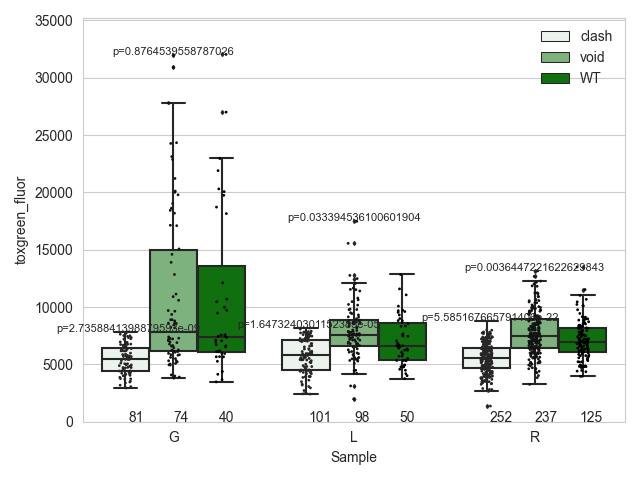 35000
30000
25000
20000
15000
10000
5000
0
toxgreen_fluor
clash
void
WT
p=0.8764539558787026
p=0.033394536100601904
p=0.0036447221622629843
81
74
40
101
98
50
252
237
125
G
L
R
Sample